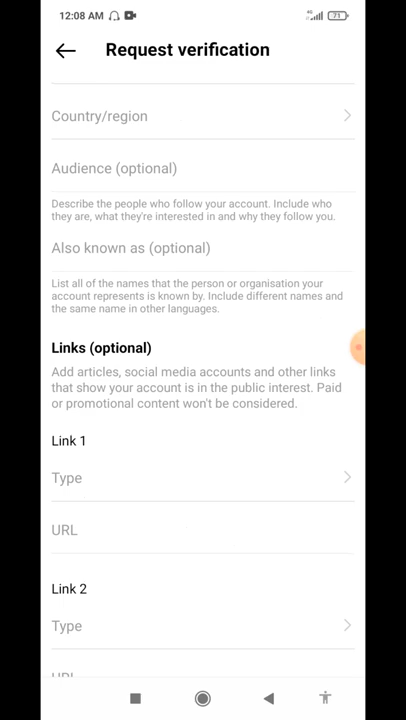 12:08 AM
4G
71
Request verification
Country/region
Audience (optional)
Describe the people who follow your account. Include who
they are, what they're interested in and why they follow you.
Also known as (optional)
List all of the names that the person or organisation your
account represents is known by. Include different names and
the same name in other languages.
Links (optional)
Add articles, social media accounts and other links
that show your account is in the public interest. Paid
or promotional content won't be considered.
Link 1
Type
URL
Link 2
Type
URL